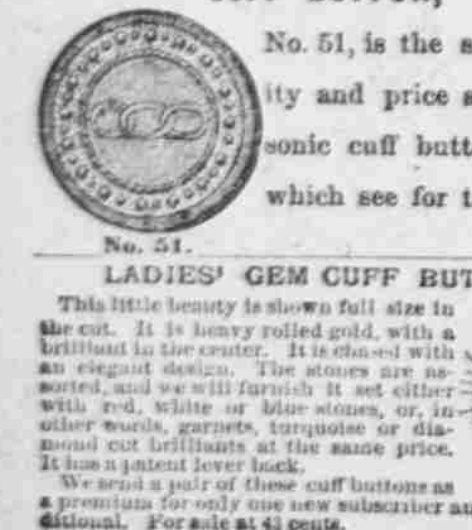 No. 51, is the s
ity and price s
sonic cuff butt
which see for t
No. 51.
LADIES' GEM CUFF BUT
This little beauty is shown full size in
the cut. It is heavy rolled gold, with a
brilliant in the center. It is chased with
an elegant design. The stones are as-
sorted, and we will furnish it set either
with red, white or blue stones, or, in
other words, garnets, turquoise or dia-
mond cut brilliants at the same price.
It has a patent lever back.
We send a pair of these cuff buttons as
a premium for only one new subscriber ad
ditional. For sale at 43 cents.